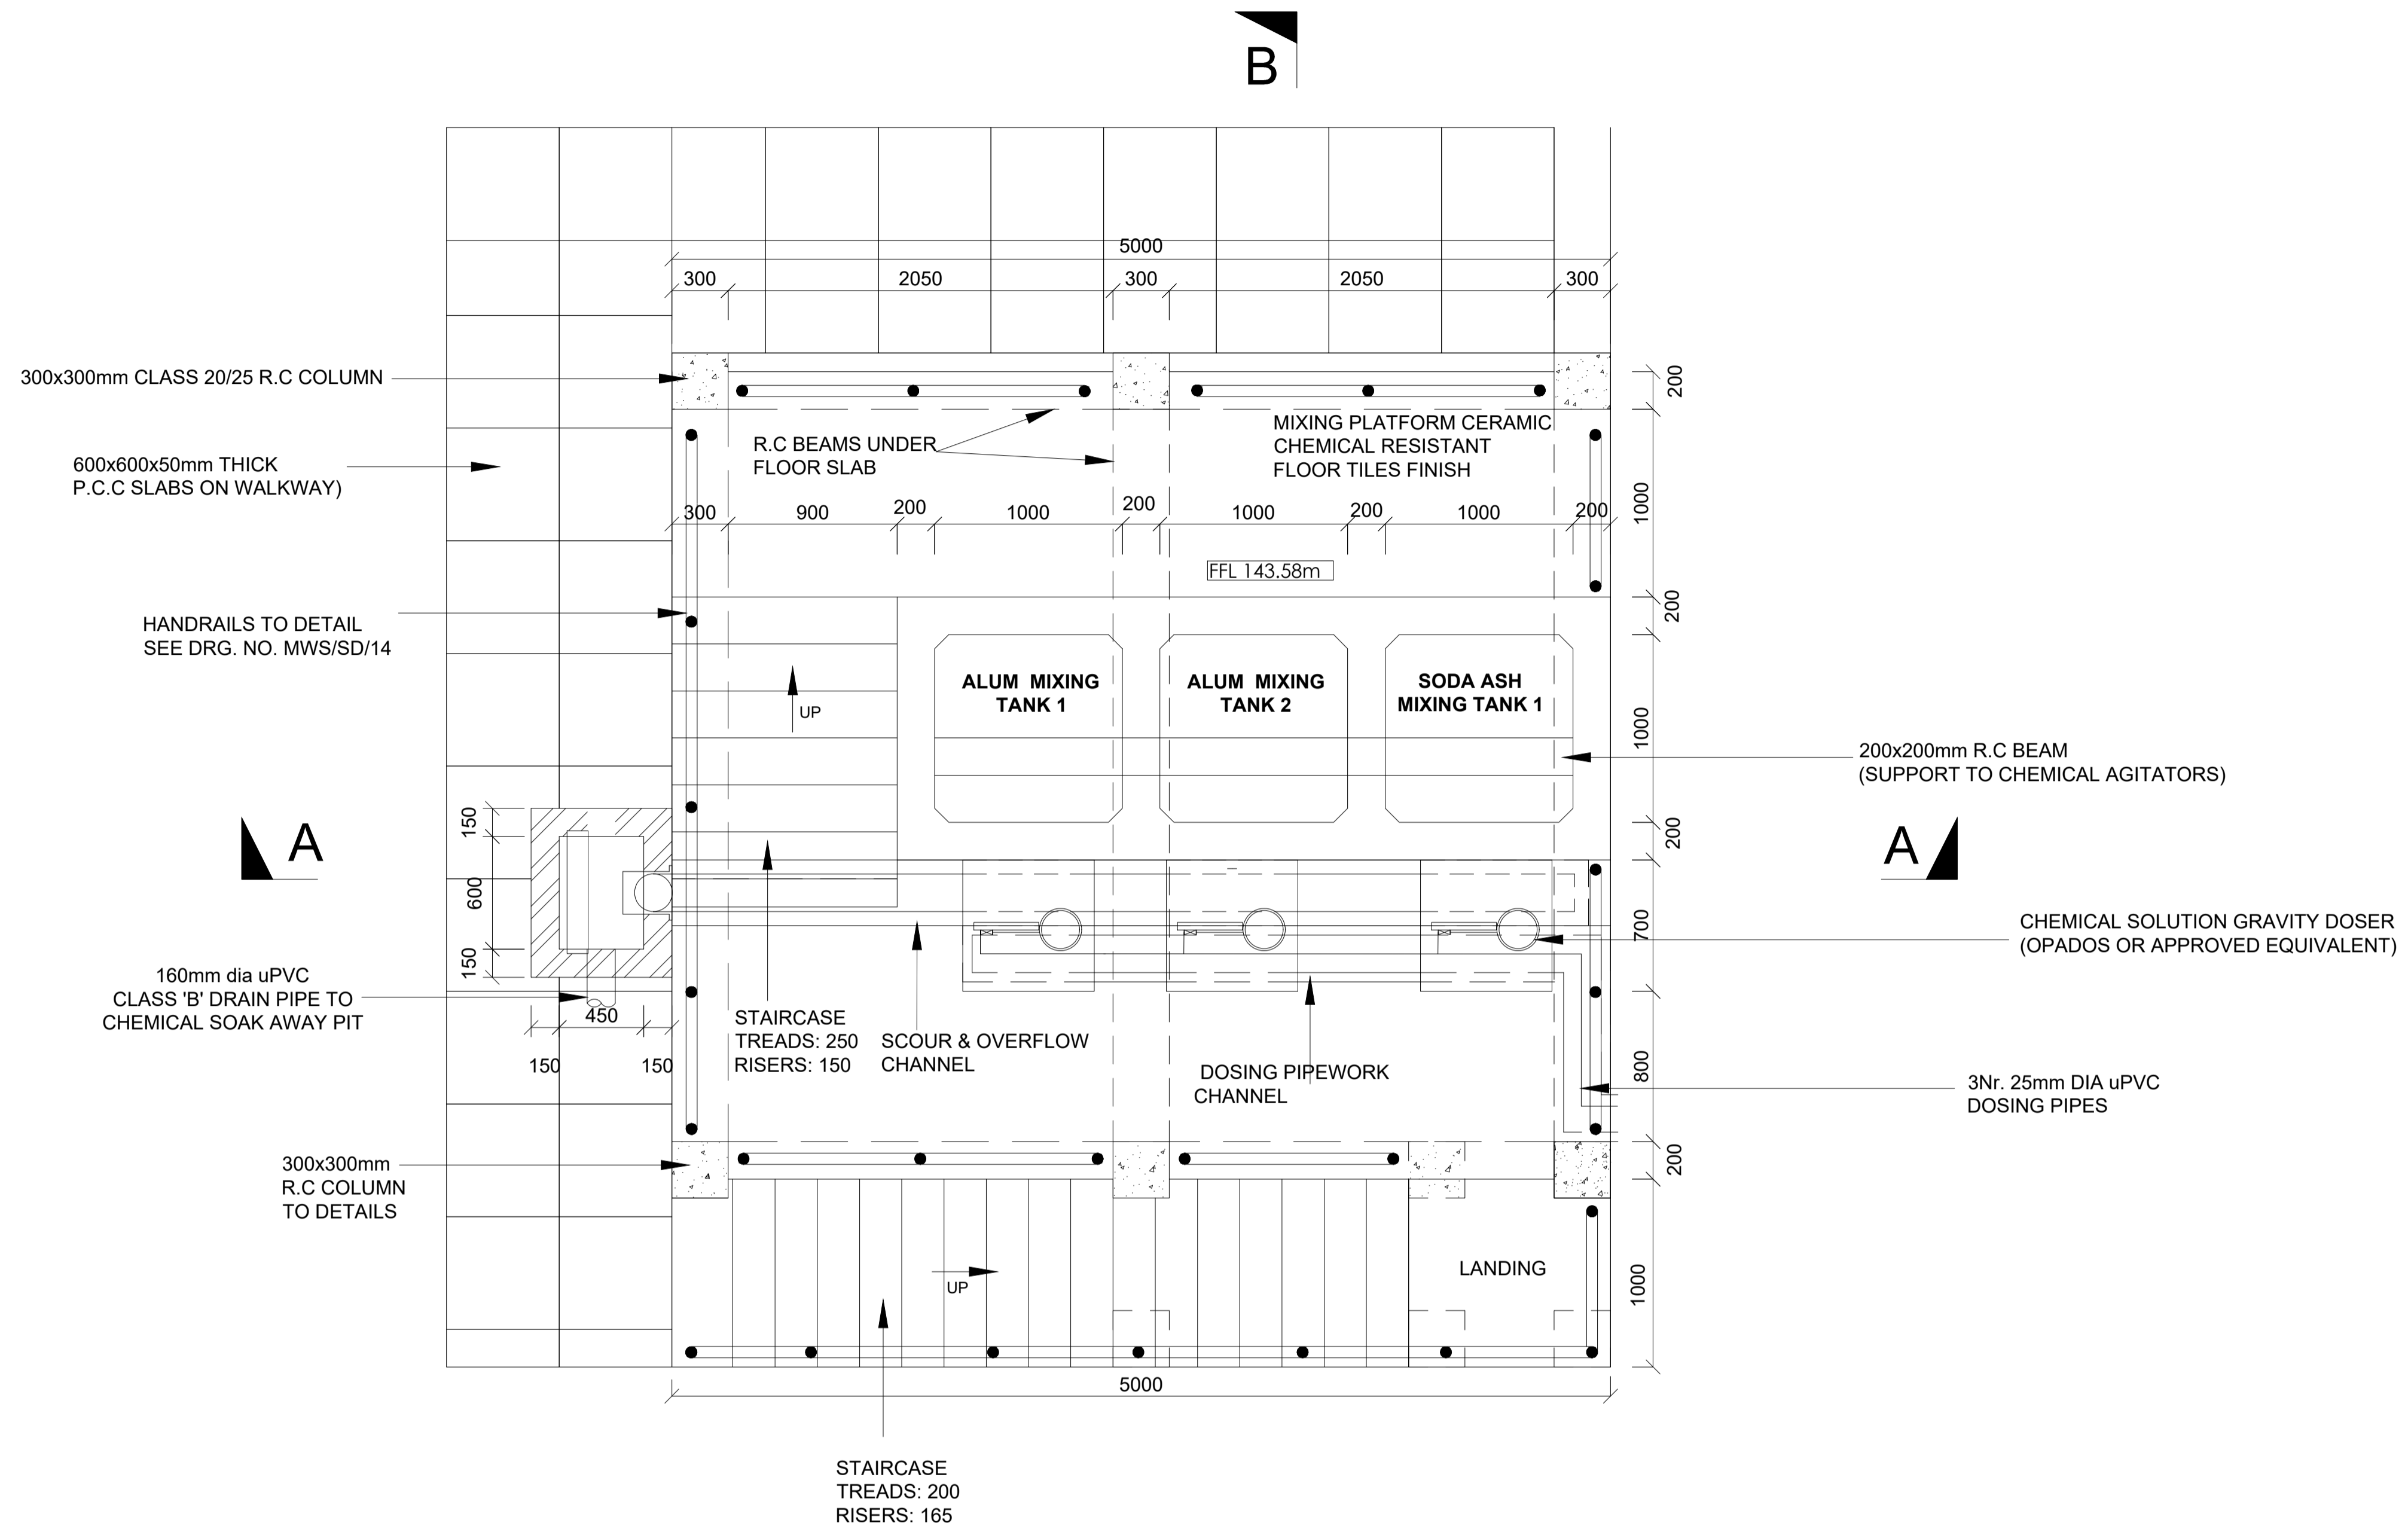 B
5000
300
2050
300
2050
300
300x300mm CLASS 20/25 R.C COLUMN
200
R.C BEAMS UNDER
FLOOR SLAB
MIXING PLATFORM CERAMIC
CHEMICAL RESISTANT
FLOOR TILES FINISH
600x600x50mm THICK
P.C.C SLABS ON WALKWAY)
300
900
200
1000
200
1000
200
1000
200
1000
FFL 143.58m
200
HANDRAILS TO DETAIL
SEE DRG. NO. MWS/SD/14
ALUM MIXING
TANK 1
ALUM MIXING
TANK 2
SODA ASH
MIXING TANK 1
UP
1000
200x200mm R.C BEAM
(SUPPORT TO CHEMICAL AGITATORS)
150
200
A
A
600
700
CHEMICAL SOLUTION GRAVITY DOSER
(OPADOS OR APPROVED EQUIVALENT)
150
160mm dia uPVC
CLASS 'B' DRAIN PIPE TO
CHEMICAL SOAK AWAY PIT
450
150
150
STAIRCASE
TREADS: 250
RISERS: 150
SCOUR & OVERFLOW
CHANNEL
DOSING PIPEWORK
CHANNEL
800
3Nr. 25mm DIA uPVC
DOSING PIPES
300x300mm
R.C COLUMN
TO DETAILS
200
LANDING
UP
1000
5000
STAIRCASE
TREADS: 200
RISERS: 165